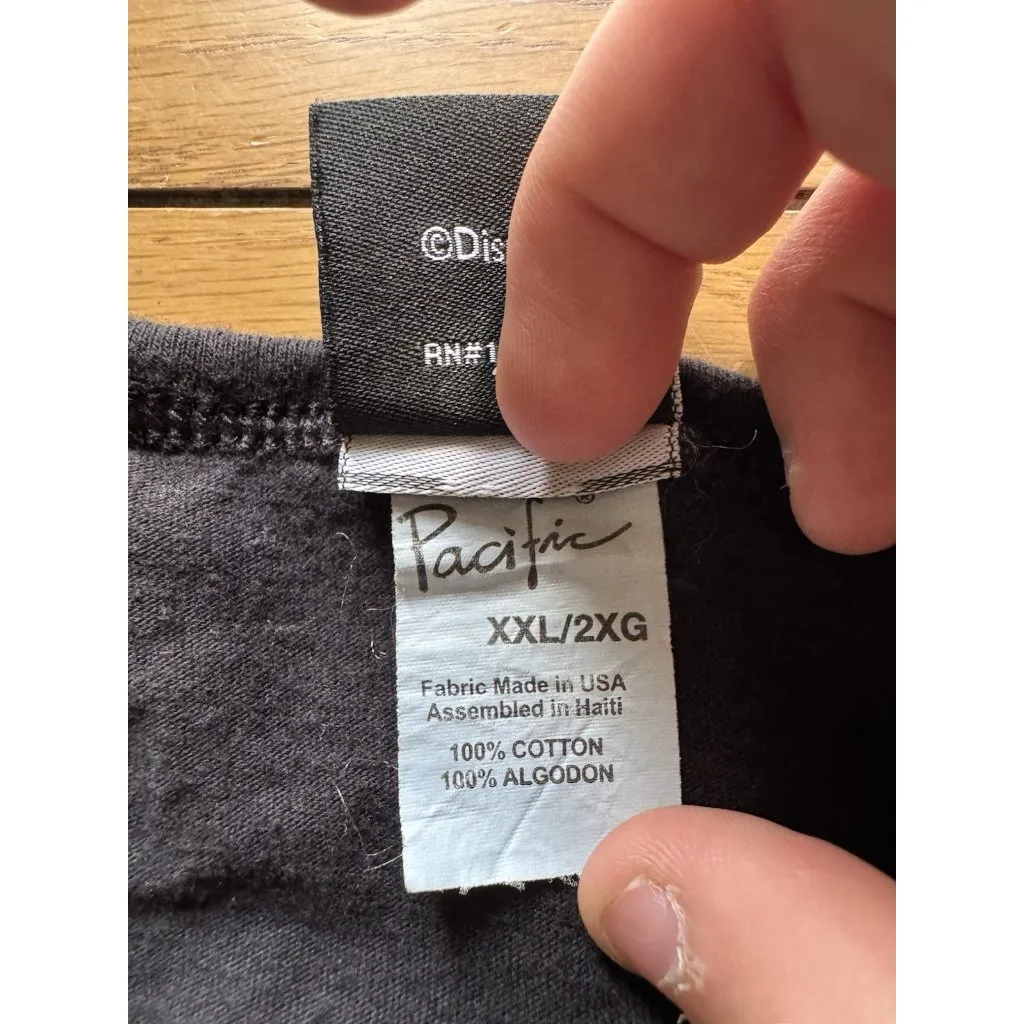 ©Dis
RN#1
Pacific®
XXL/2XG
Fabric Made in USA
Assembled in Haiti
100% COTTON
100% ALGODON